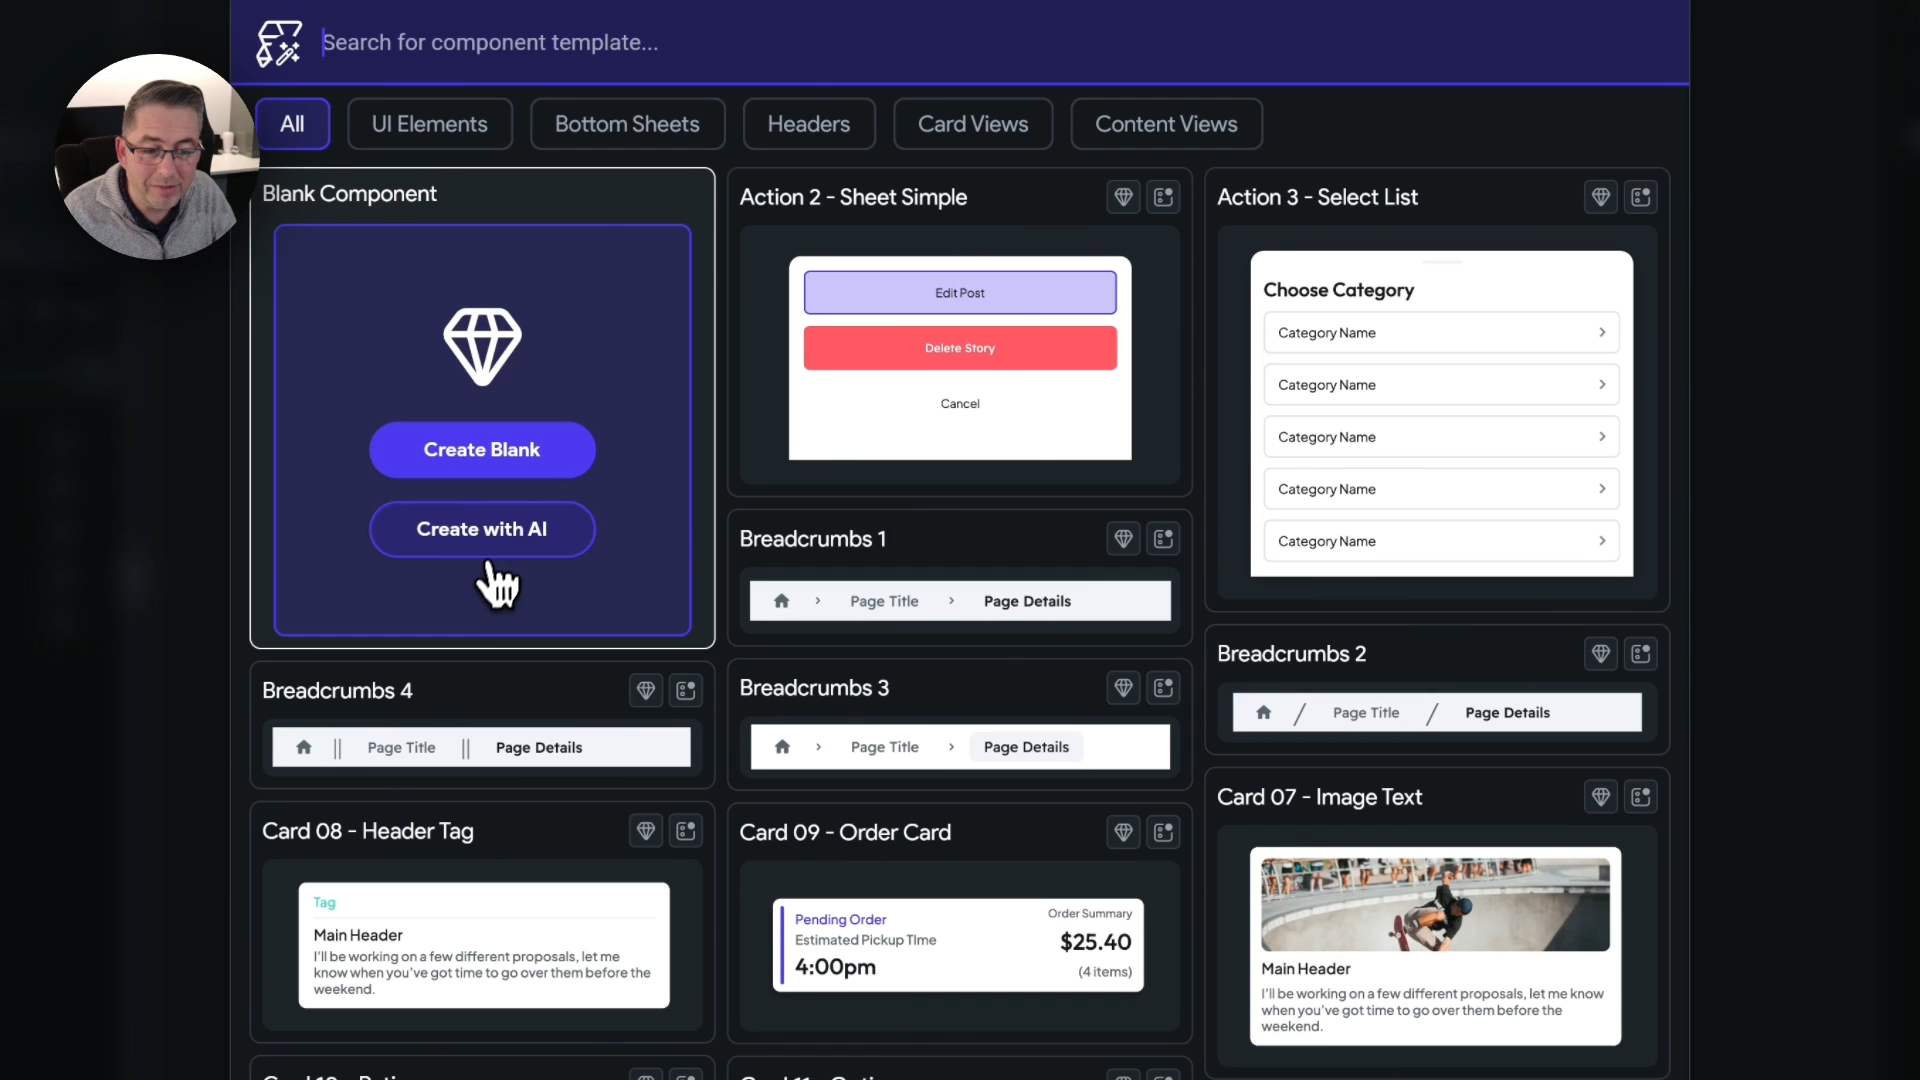 Search for component template...
All
UI Elements
Bottom Sheets
Headers
Card Views
Content Views
Blank Component
Create Blank
Create with AI
Action 2 - Sheet Simple
Edit Post
Delete Story
Cancel
Action 3 - Select List
Choose Category
Category Name
Category Name
Category Name
Category Name
Category Name
Breadcrumbs 1
Page Title
Page Details
Breadcrumbs 2
Page Title
Page Details
Breadcrumbs 4
Page Title
Page Details
Breadcrumbs 3
Page Title
Page Details
Card 07 - Image Text
Main Header
I'll be working on a few different proposals, let me know
when you've got time to go over them before the
weekend.
Card 08 - Header Tag
Tag
Main Header
I'll be working on a few different proposals, let me
know when you've got time to go over them before the
weekend.
Card 09 - Order Card
Pending Order
Estimated Pickup TIme
4:00pm
Order Summary
$25.40
(4 items)